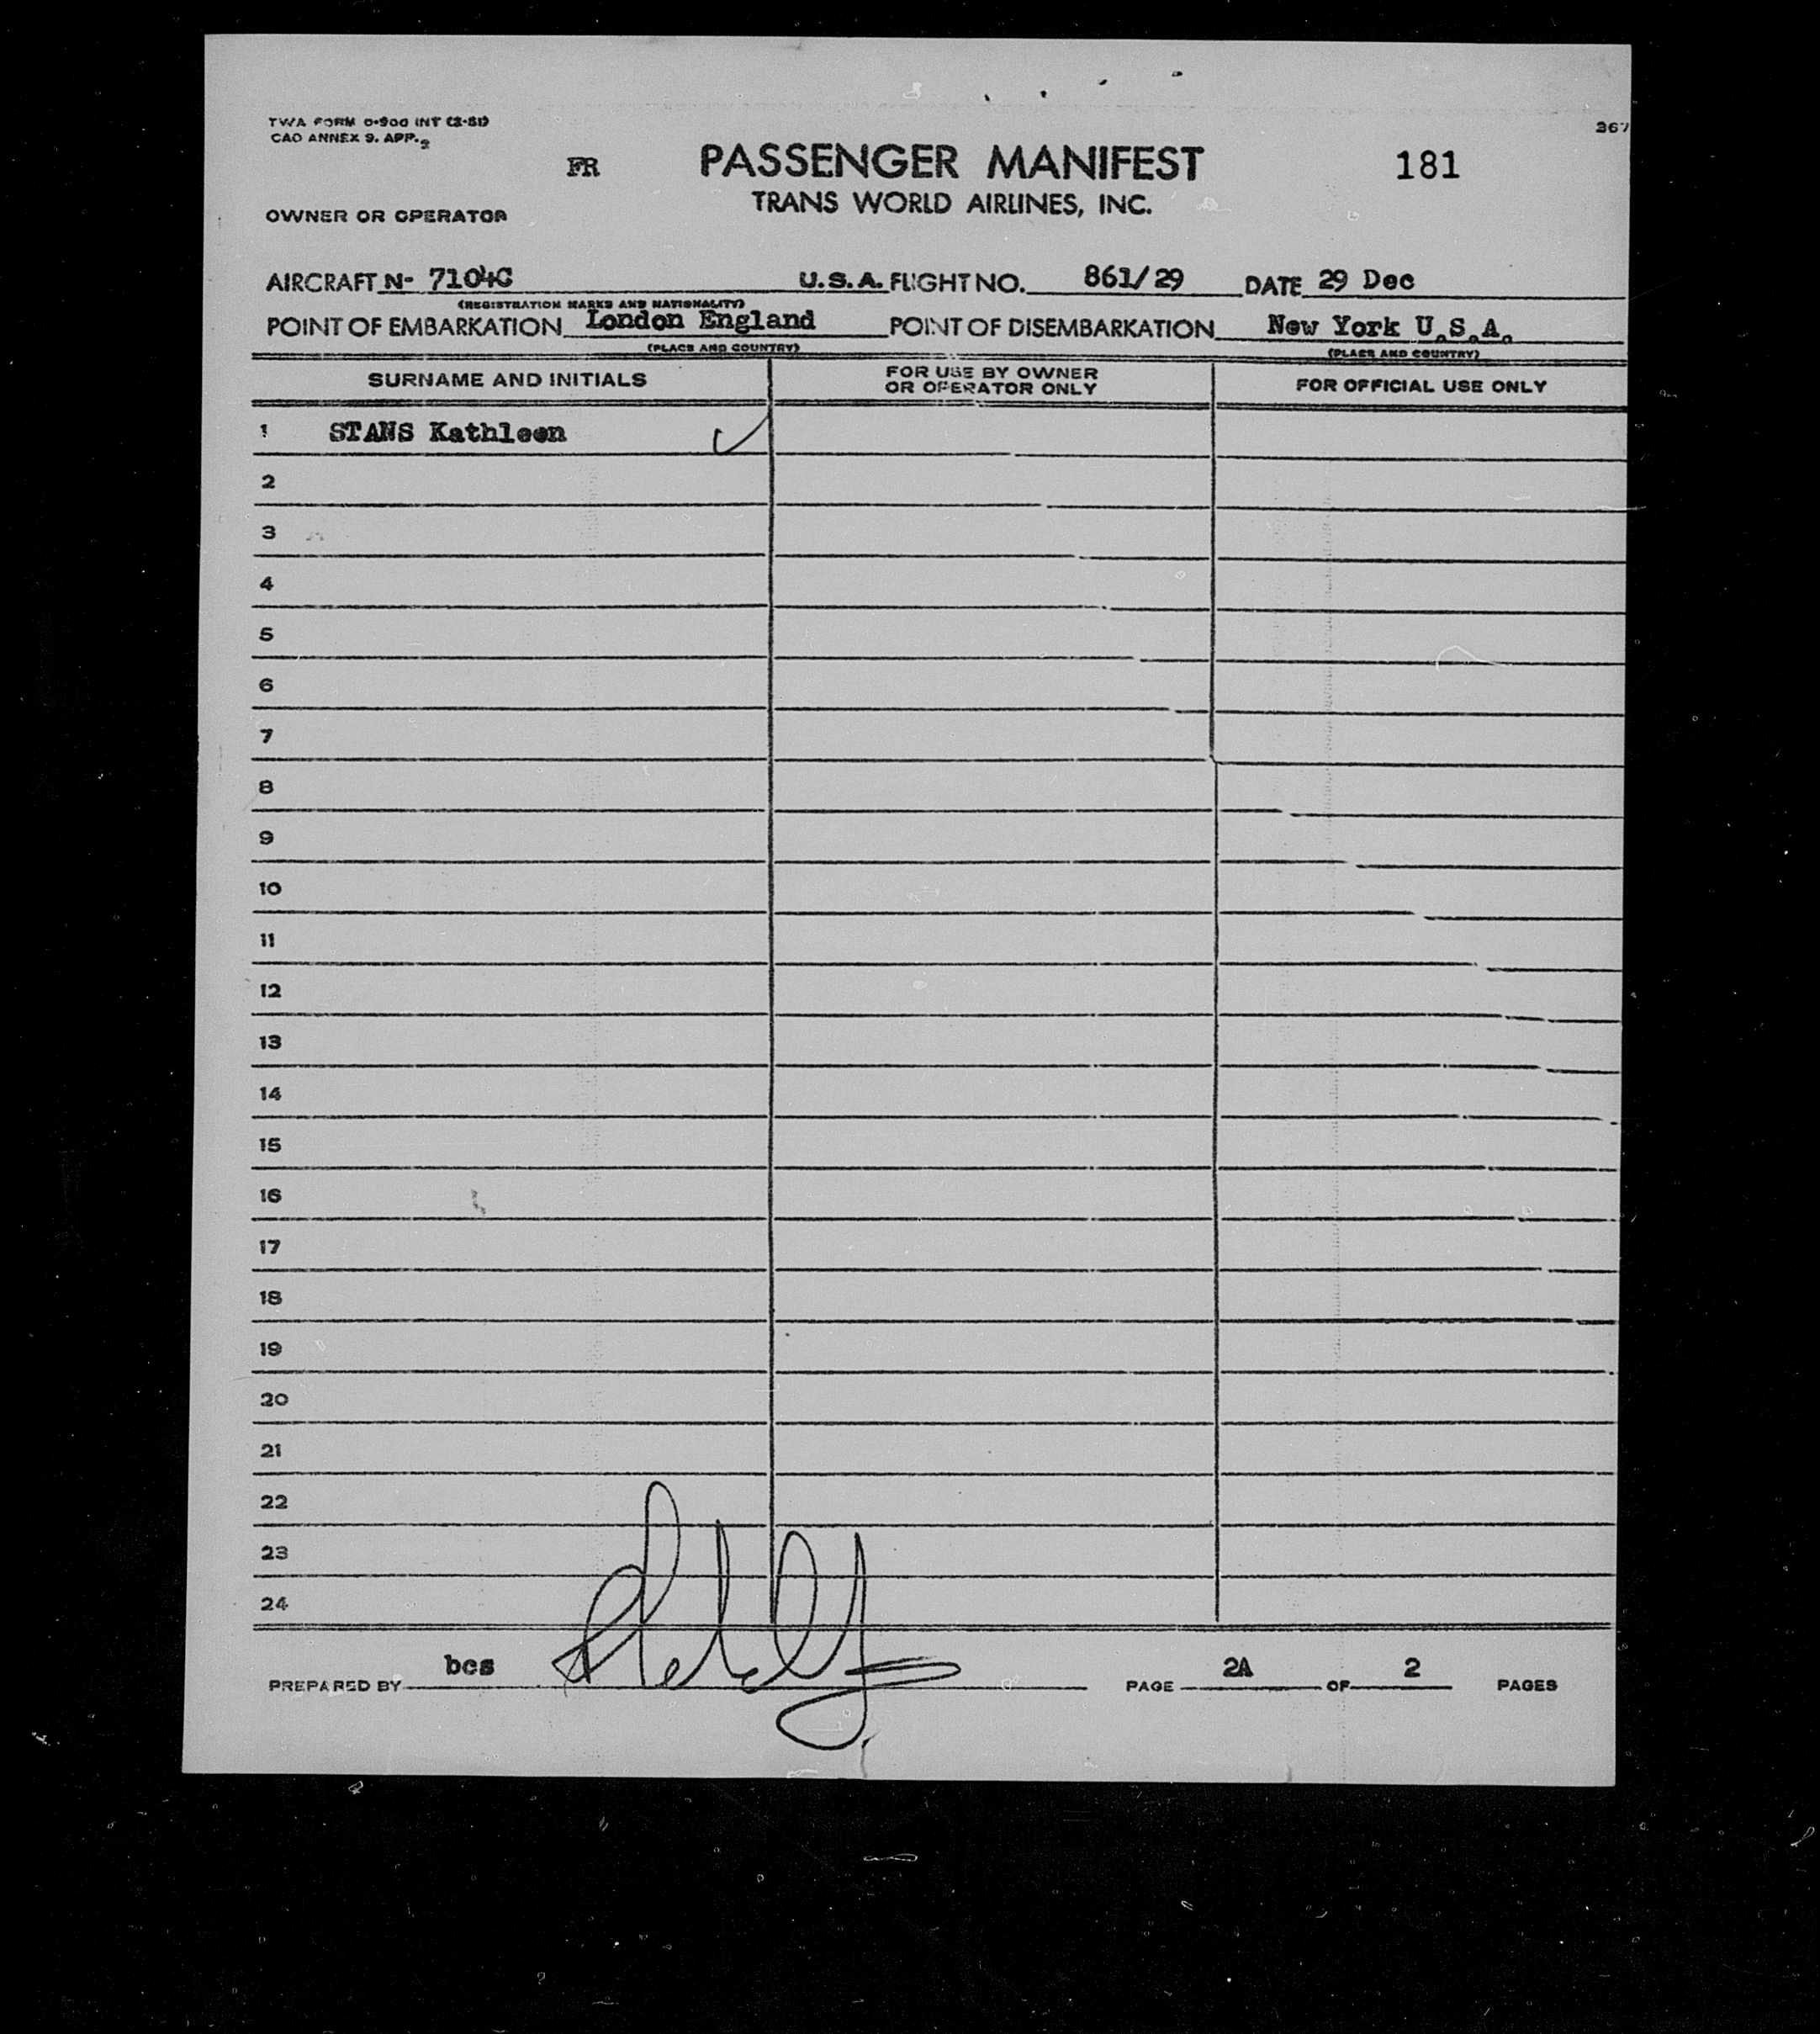 TWA FORM 0-900 INT (2-51)
CAO ANNEX 9. APP. 2
367
FR PASSENGER MANIFEST 181
TRANS WORLD AIRLINES, INC.
OWNER OR OPERATOR
AIRCRAFT N- 7104C U.S.A. FLIGHT NO. 861/29 DATE 29 Dec
(REGISTRATION MARKS AND NATIONALITY)
POINT OF EMBARKATION London England POINT OF DISEMBARKATION New York U.S.A.
(PLACE AND COUNTRY) (PLACE AND COUNTRY)
SURNAME AND INITIALS FOR USE BY OWNER OR OPERATOR ONLY FOR OFFICIAL USE ONLY
1 STANS Kathleen
2
3
4
5
6
7
8
9
10
11
12
13
14
15
16
17
18
19
20
21
22
23
24
PREPARED BY bcs PAGE 2A OF 2 PAGES